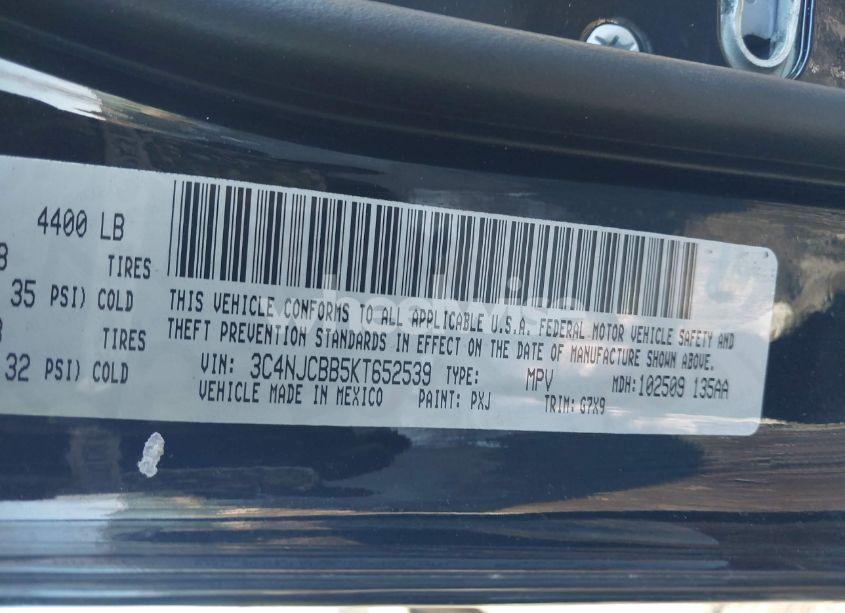 4400 LB
TIRES
35 PSI) COLD
TIRES
32 PSI) COLD
THIS VEHICLE CONFORMS TO ALL APPLICABLE U.S.A. FEDERAL MOTOR VEHICLE SAFETY AND
THEFT PREVENTION STANDARDS IN EFFECT ON THE DATE OF MANUFACTURE SHOWN ABOVE.
VIN: 3C4NJCBB5KT652539 TYPE: MPV MDH:102509 135AA
VEHICLE MADE IN MEXICO PAINT: PXJ TRIM: G7X9
wheelwise